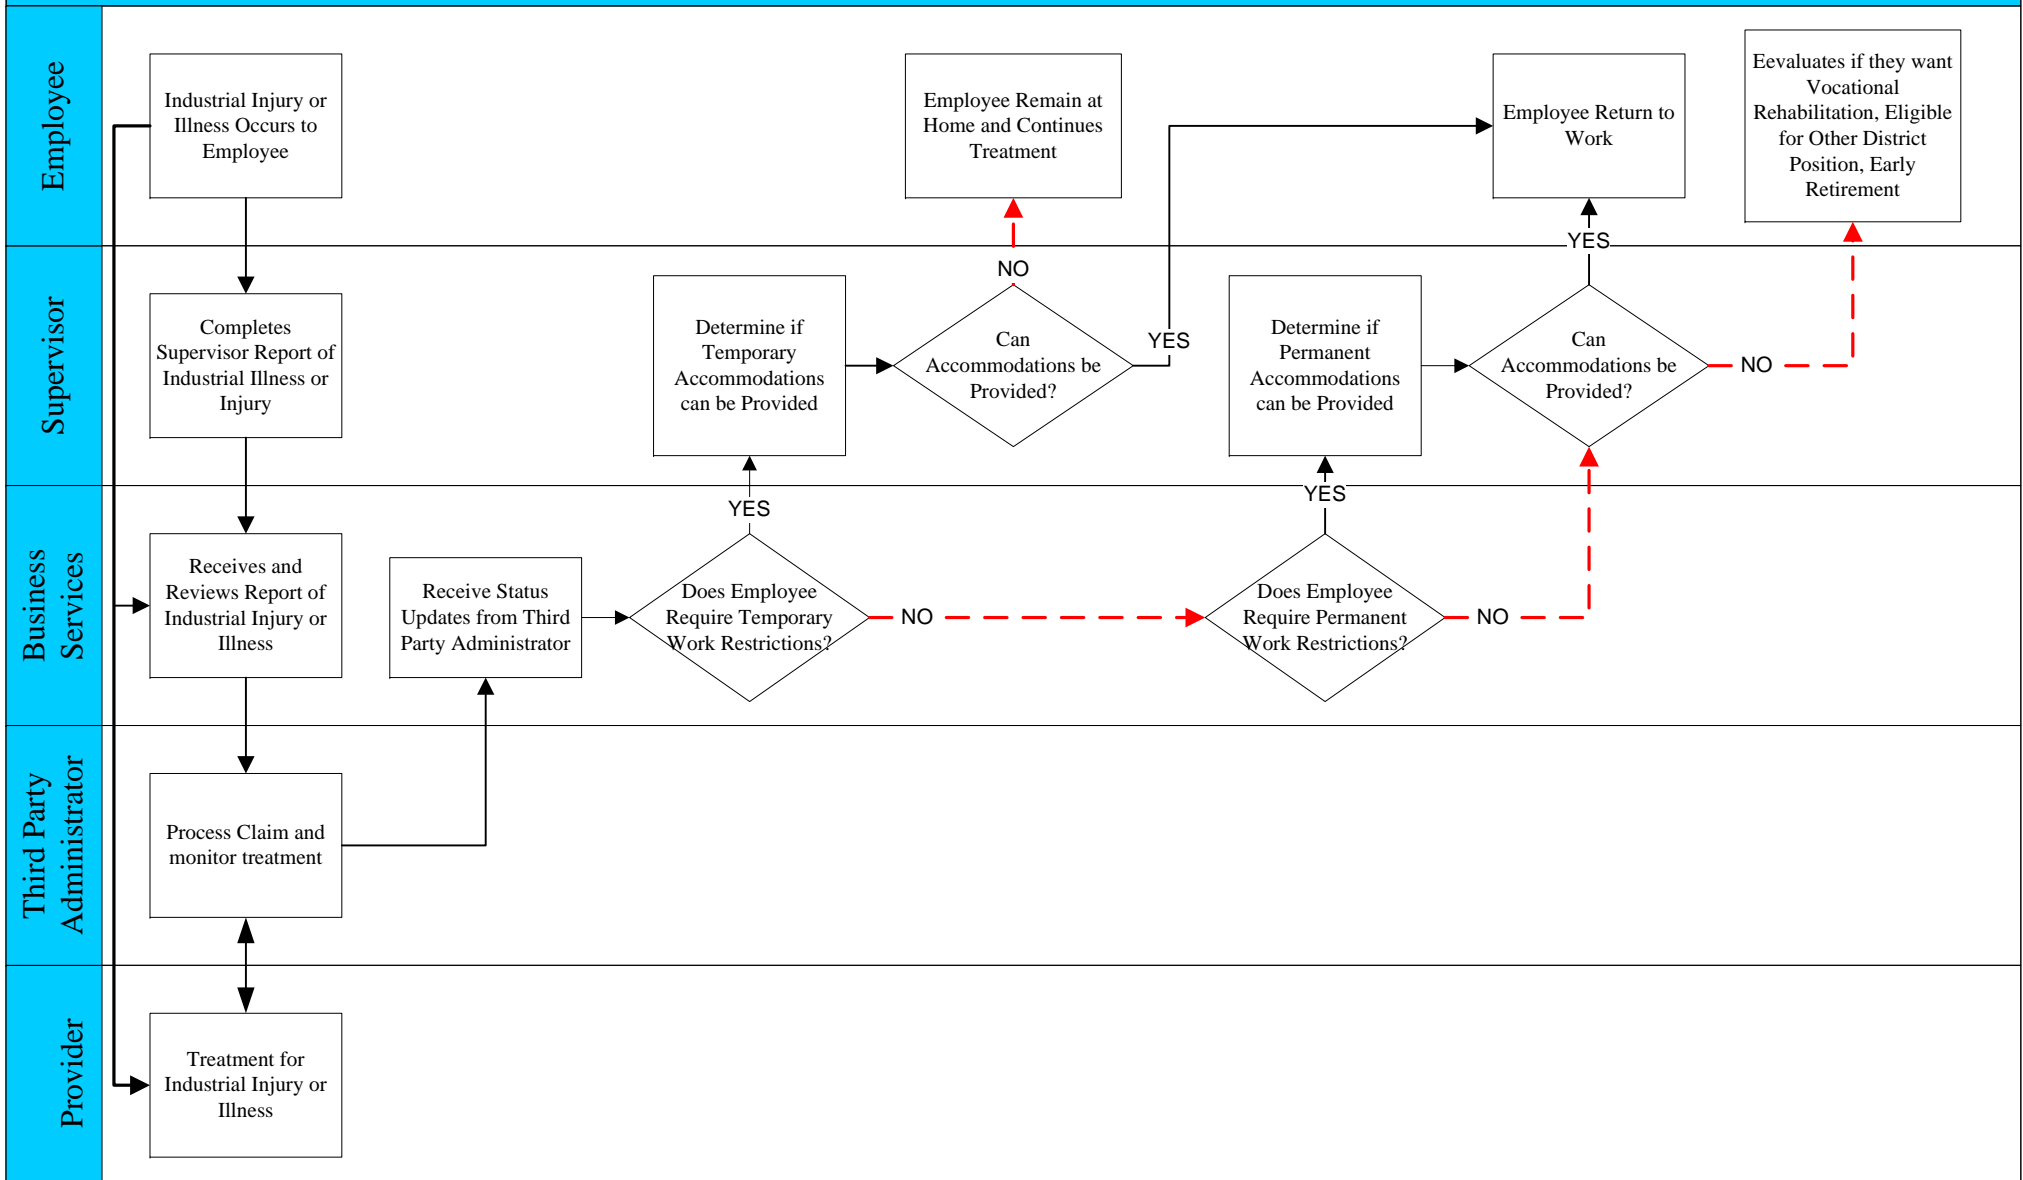 Employee
Industrial Injury or
Illness Occurs to
Employee
Employee Remain at
Home and Continues
Treatment
Employee Return to
Work
Eevaluates if they want
Vocational
Rehabilitation, Eligible
for Other District
Position, Early
Retirement
Supervisor
Completes
Supervisor Report of
Industrial Illness or
Injury
Determine if
Temporary
Accommodations
can be Provided
NO
Can
Accommodations be
Provided?
YES
Determine if
Permanent
Accommodations
can be Provided
YES
Can
Accommodations be
Provided?
NO
Business
Services
Receives and
Reviews Report of
Industrial Injury or
Illness
Receive Status
Updates from Third
Party Administrator
YES
Does Employee
Require Temporary
Work Restrictions?
NO
YES
Does Employee
Require Permanent
Work Restrictions?
NO
Third Party
Administrator
Process Claim and
monitor treatment
Provider
Treatment for
Industrial Injury or
Illness